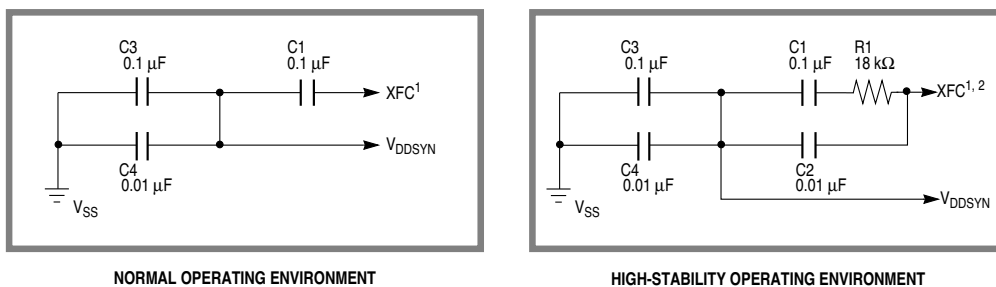 C3
0.1 µF
C1
0.1 µF
XFC1
C4
0.01 µF
VDDSYN
VSS
NORMAL OPERATING ENVIRONMENT
C3
0.1 µF
C1
0.1 µF
R1
18 kΩ
XFC1, 2
C4
0.01 µF
C2
0.01 µF
VDDSYN
VSS
HIGH-STABILITY OPERATING ENVIRONMENT